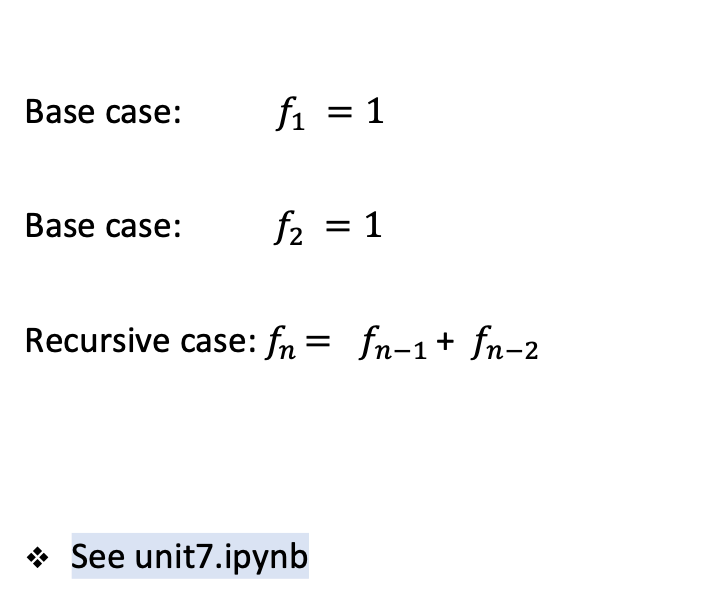 Base case: f₁ = 1
Base case: f₂ = 1
Recursive case: fₙ = fₙ₋₁ + fₙ₋₂
❖ See unit7.ipynb